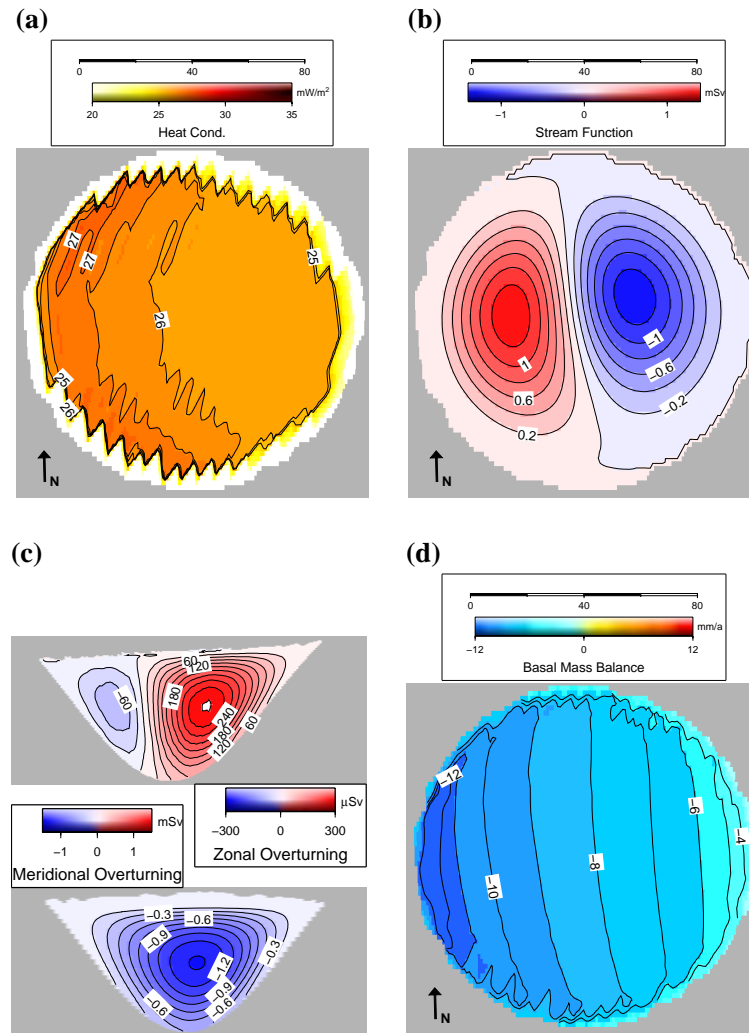 (a)
0 40 80
mW/m²
20 25 30 35
Heat Cond.
27
27
25
26
25
26
N
(b)
0 40 80
mSv
−1 0 1
Stream Function
−1
1
−0.6
0.6
−0.2
0.2
N
(c)
60
120
−60
180
240
60
180
120
mSv
−1 0 1
Meridional Overturning
μSv
−300 0 300
Zonal Overturning
−0.3
−0.6
−0.3
−0.9
−1.2
−0.9
−0.6
−0.6
(d)
0 40 80
mm/a
−12 0 12
Basal Mass Balance
−12
−6
−4
−8
−10
N